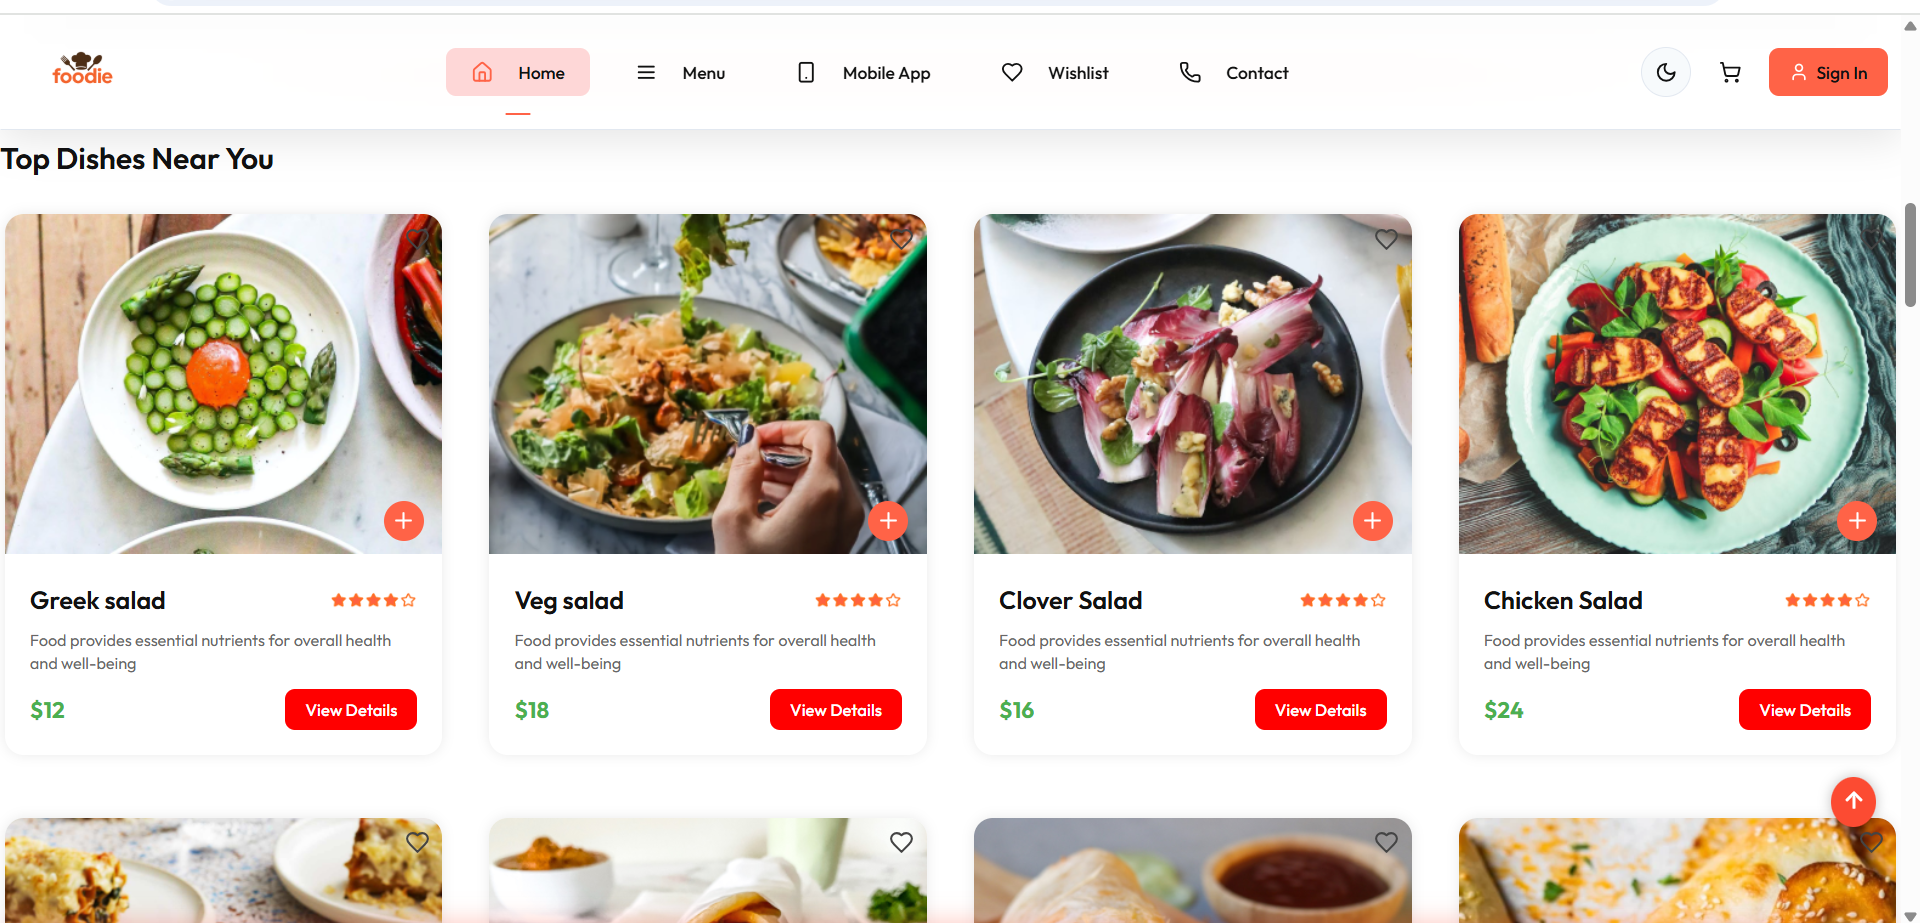 foodie
Home
Menu
Mobile App
Wishlist
Contact
Sign In
Top Dishes Near You
Greek salad
Food provides essential nutrients for overall health
and well-being
$12
View Details
Veg salad
Food provides essential nutrients for overall health
and well-being
$18
View Details
Clover Salad
Food provides essential nutrients for overall health
and well-being
$16
View Details
Chicken Salad
Food provides essential nutrients for overall health
and well-being
$24
View Details